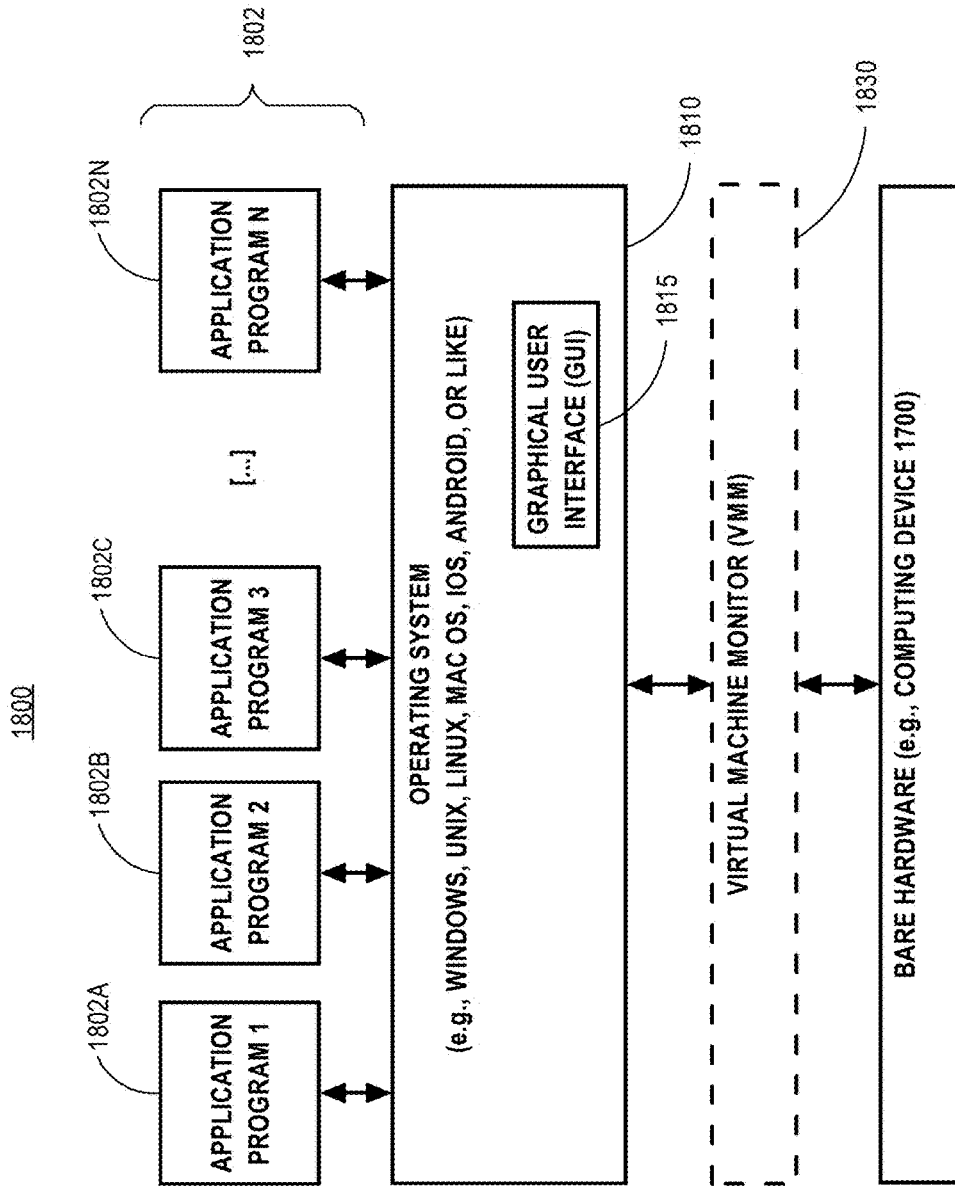 1800
1802
1802A
1802B
1802C
1802N
APPLICATION
PROGRAM 1
APPLICATION
PROGRAM 2
APPLICATION
PROGRAM 3
[...]
APPLICATION
PROGRAM N
OPERATING SYSTEM
(e.g., WINDOWS, UNIX, LINUX, MAC OS, IOS, ANDROID, OR LIKE)
GRAPHICAL USER
INTERFACE (GUI)
1815
1810
VIRTUAL MACHINE MONITOR (VMM)
1830
BARE HARDWARE (e.g., COMPUTING DEVICE 1700)